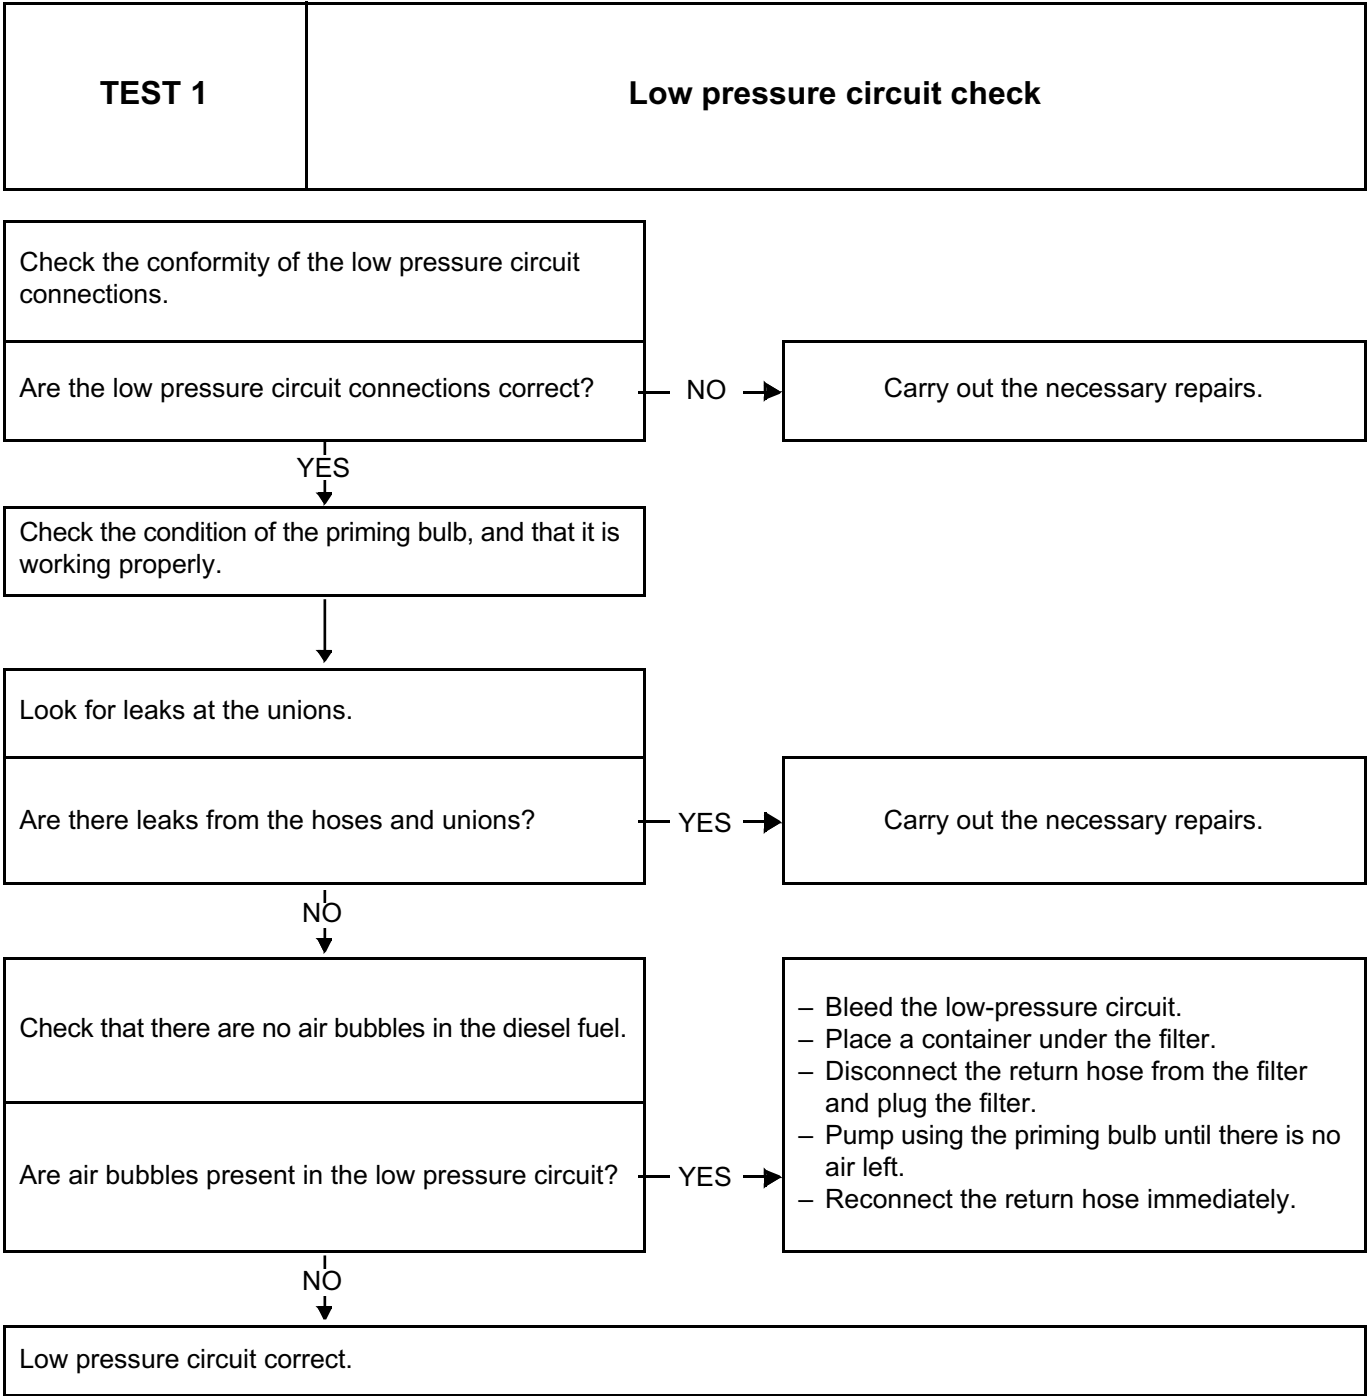 TEST 1
Low pressure circuit check
Check the conformity of the low pressure circuit
connections.
Are the low pressure circuit connections correct?
NO
Carry out the necessary repairs.
YES
Check the condition of the priming bulb, and that it is
working properly.
Look for leaks at the unions.
Are there leaks from the hoses and unions?
YES
Carry out the necessary repairs.
NO
Check that there are no air bubbles in the diesel fuel.
Are air bubbles present in the low pressure circuit?
YES
– Bleed the low-pressure circuit.
– Place a container under the filter.
– Disconnect the return hose from the filter
and plug the filter.
– Pump using the priming bulb until there is no
air left.
– Reconnect the return hose immediately.
NO
Low pressure circuit correct.